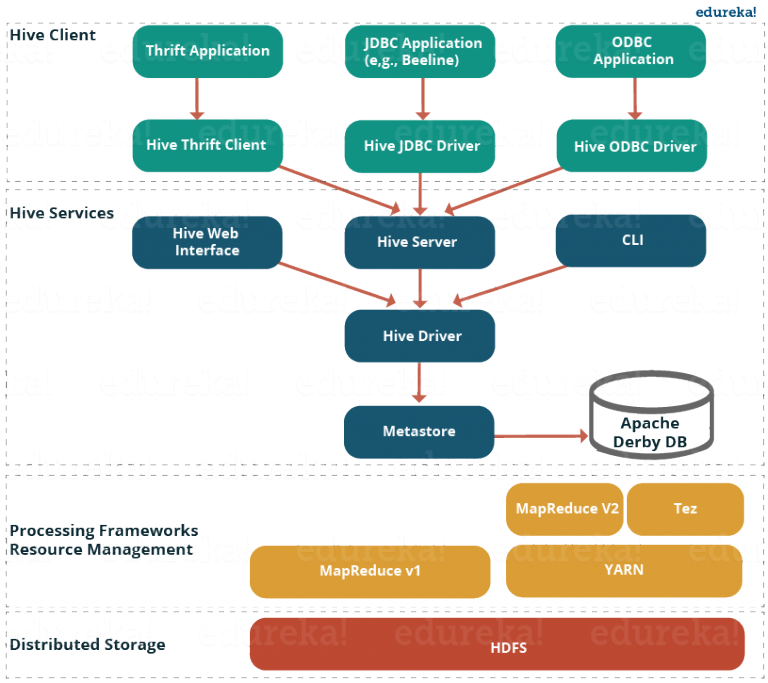 edureka!
Hive Client
Thrift Application
JDBC Application
(e,g., Beeline)
ODBC
Application
Hive Thrift Client
Hive JDBC Driver
Hive ODBC Driver
Hive Services
Hive Web
Interface
Hive Server
CLI
Hive Driver
Metastore
Apache
Derby DB
Processing Frameworks
Resource Management
MapReduce V2
Tez
MapReduce v1
YARN
Distributed Storage
HDFS